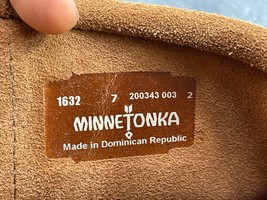 1632 7 200343 003 2
MINNETONKA
Made in Dominican Republic